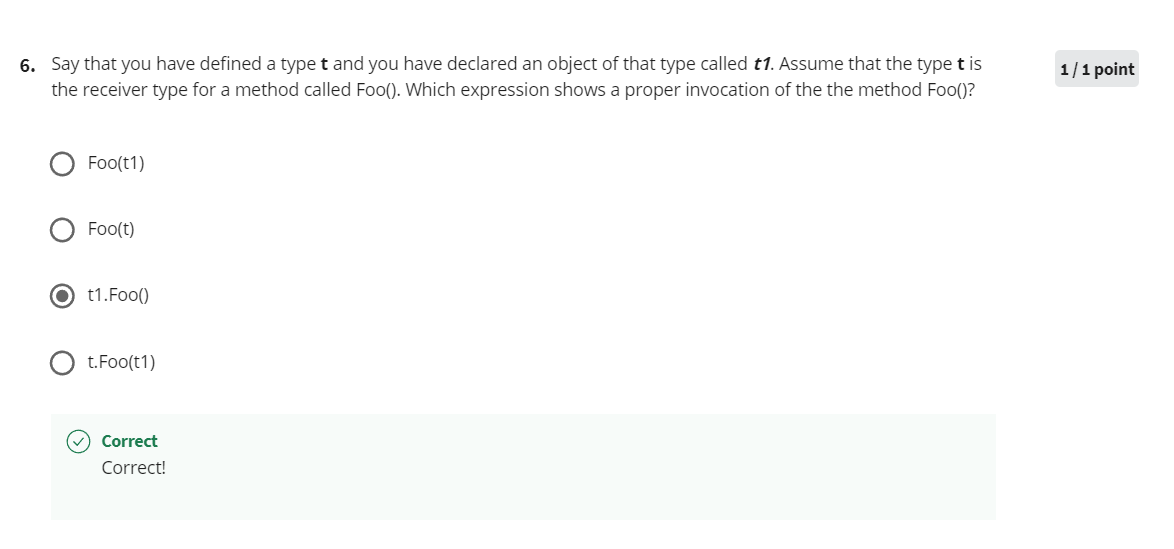 6. Say that you have defined a type t and you have declared an object of that type called t1. Assume that the type t is
1 / 1 point
the receiver type for a method called Foo(). Which expression shows a proper invocation of the the method Foo()?
Foo(t1)
Foo(t)
t1.Foo()
t.Foo(t1)
Correct
Correct!